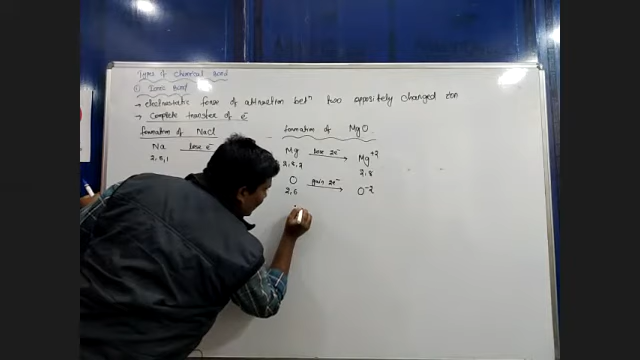 Types of Chemical Bond
① Ionic Bond
→ electrostatic force of attraction betⁿ two oppositely changed ion
→ Complete transfer of e⁻
formation of NaCl
Na lose e⁻
2,8,1
formation of MgO
Mg lose 2e⁻ → Mg⁺²
2,8,2 2,8
O gain 2e⁻ → O⁻²
2,6